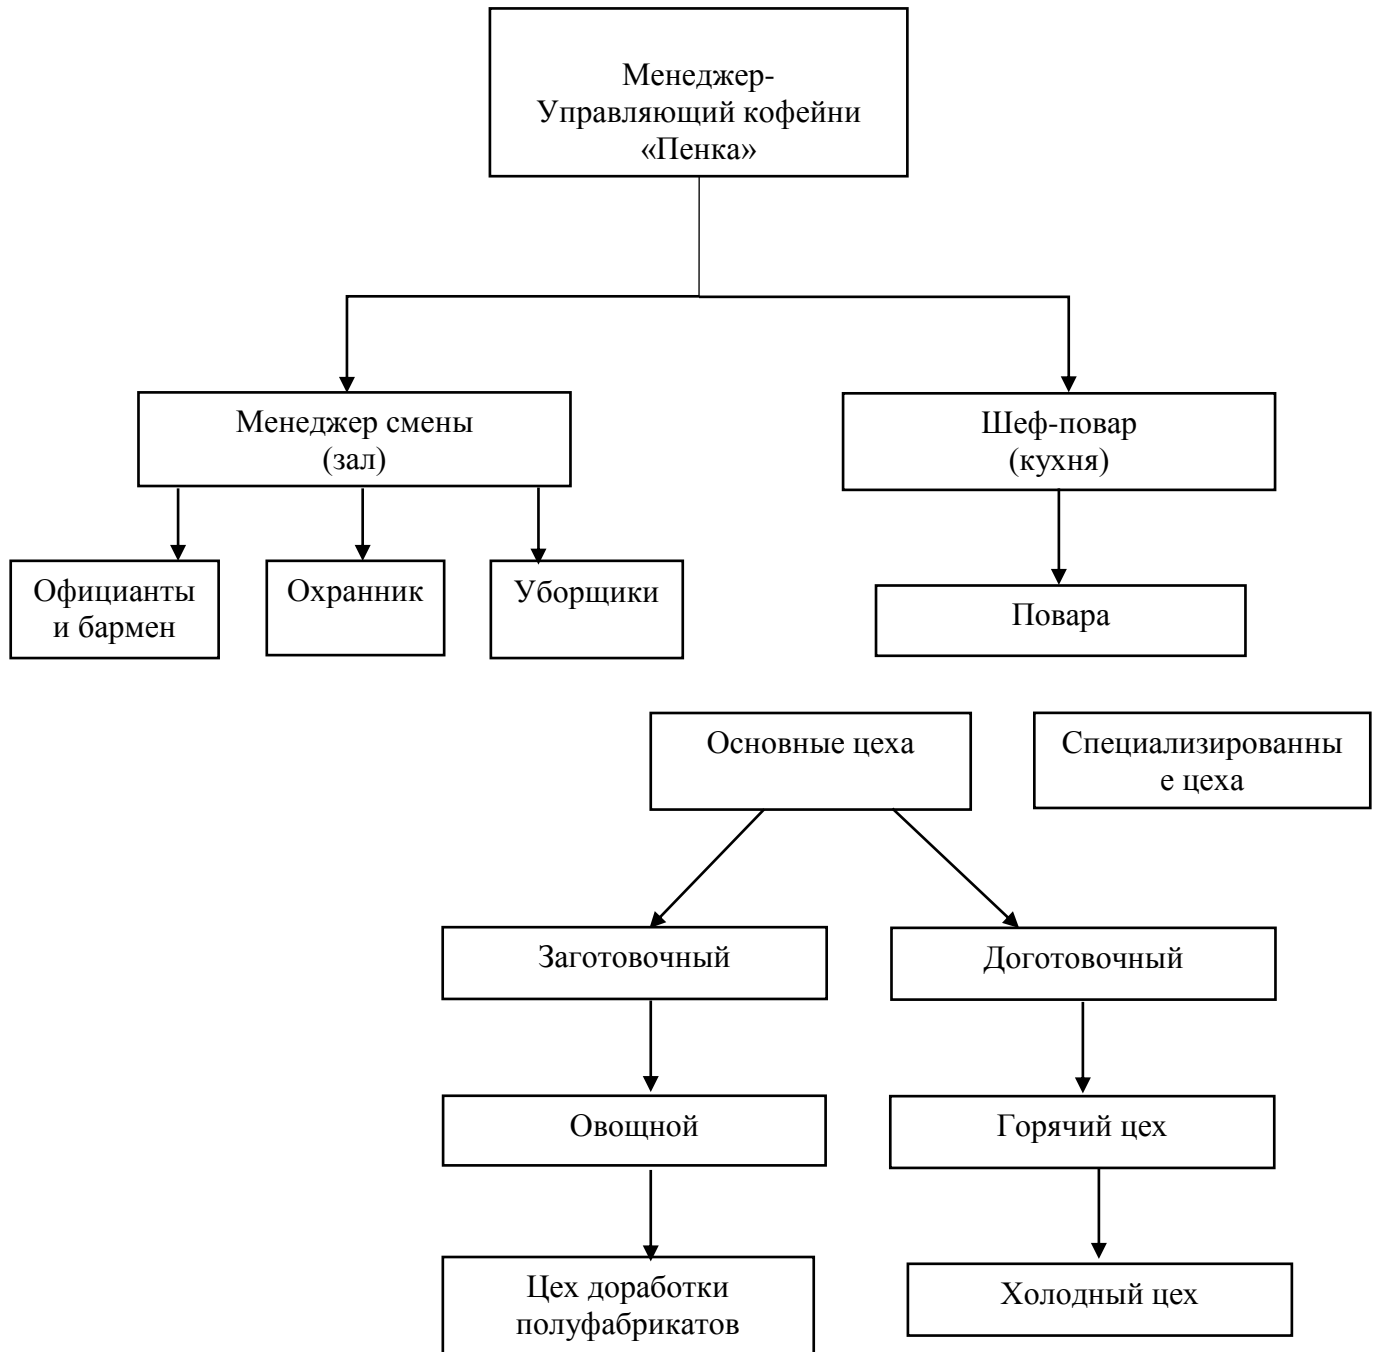 Менеджер-
Управляющий кофейни
«Пенка»
Менеджер смены
(зал)
Шеф-повар
(кухня)
Официанты
и бармен
Охранник
Уборщики
Повара
Основные цеха
Специализированны
е цеха
Заготовочный
Доготовочный
Овощной
Горячий цех
Цех доработки
полуфабрикатов
Холодный цех